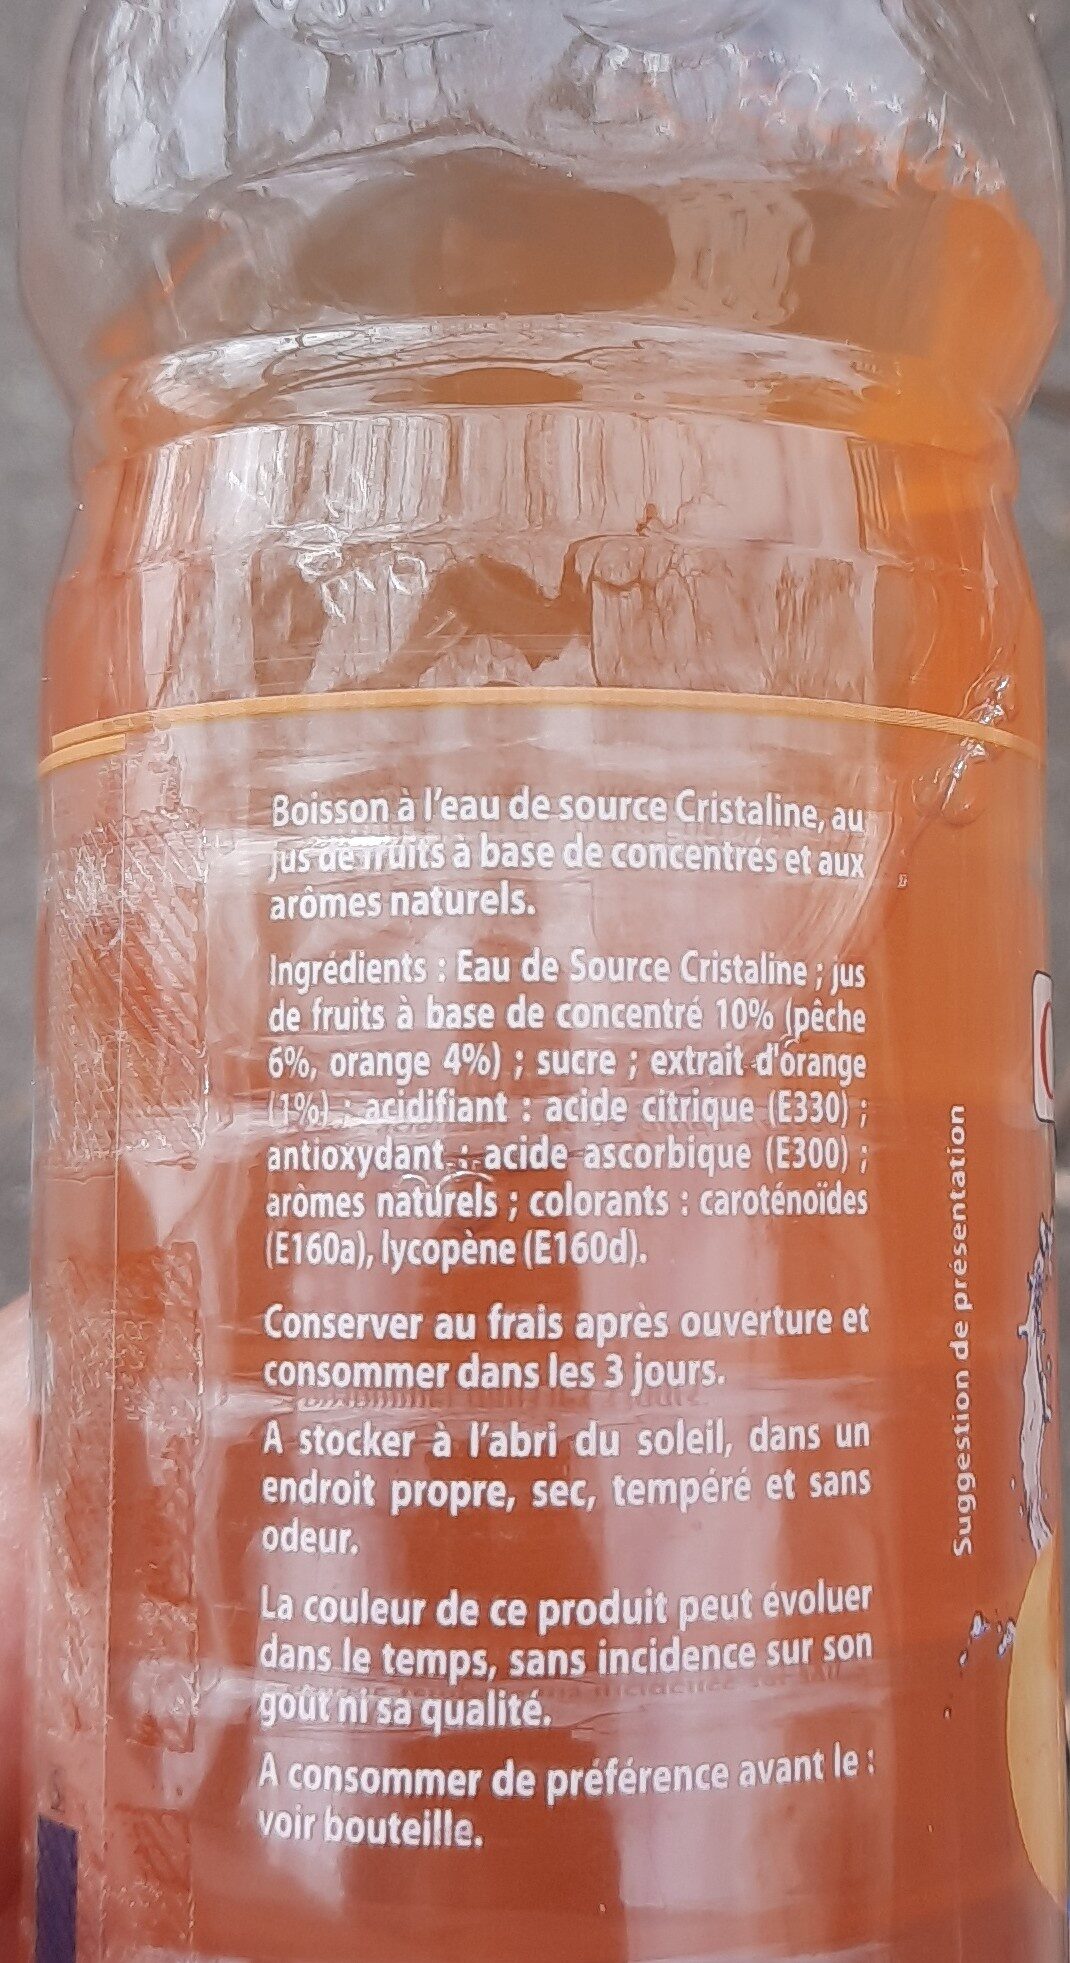 Boisson à l'eau de source Cristaline, au
jus de fruits à base de concentrés et aux
arômes naturels.
Ingrédients : Eau de Source Cristaline ; jus
de fruits à base de concentré 10% (pêche
6%, orange 4%) ; sucre ; extrait d'orange
(1%) ; acidifiant : acide citrique (E330) ;
antioxydant : acide ascorbique (E300) ;
arômes naturels ; colorants : caroténoïdes
(E160a), lycopène (E160d).
Conserver au frais après ouverture et
consommer dans les 3 jours.
A stocker à l'abri du soleil, dans un
endroit propre, sec, tempéré et sans
odeur.
La couleur de ce produit peut évoluer
dans le temps, sans incidence sur son
goût ni sa qualité.
A consommer de préférence avant le :
voir bouteille.
Suggestion de présentation